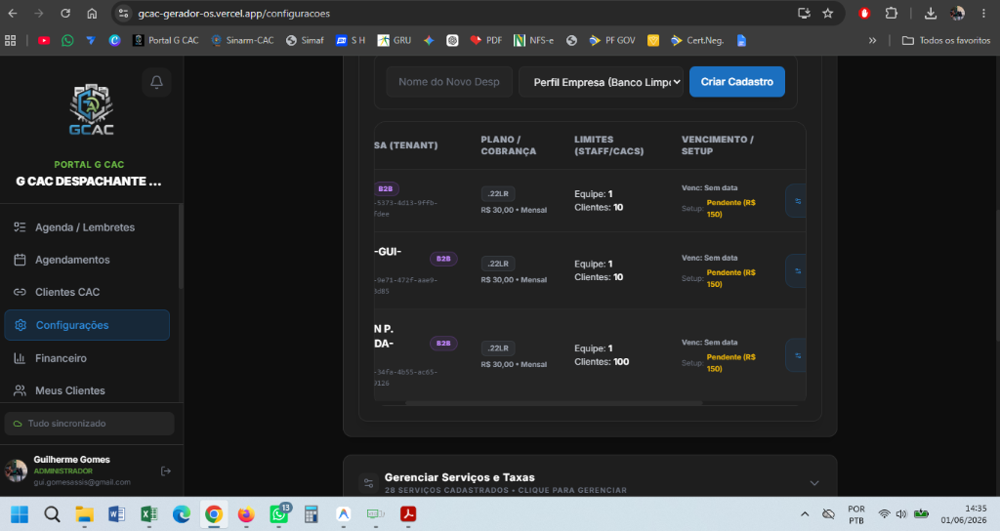 gcac-gerador-os.vercel.app/configuracoes
Portal G CAC
Sinarm-CAC
Simaf
S H
GRU
PDF
NFS-e
PF GOV
Cert.Neg.
Todos os favoritos
GCAC
PORTAL G CAC
G CAC DESPACHANTE ...
Agenda / Lembretes
Agendamentos
Clientes CAC
Configurações
Financeiro
Meus Clientes
Tudo sincronizado
Guilherme Gomes
ADMINISTRADOR
gui.gomesassis@gmail.com
Nome do Novo Desp
Perfil Empresa (Banco Limp
Criar Cadastro
SA (TENANT)
PLANO / COBRANÇA
LIMITES (STAFF/CACS)
VENCIMENTO / SETUP
B2B
-5373-4d13-9ffb-
fdee
.22LR
R$ 30,00 • Mensal
Equipe: 1
Clientes: 10
Venc: Sem data
Setup: Pendente (R$ 150)
-GUI-
B2B
-9e71-472f-aae9-
3d85
.22LR
R$ 30,00 • Mensal
Equipe: 1
Clientes: 10
Venc: Sem data
Setup: Pendente (R$ 150)
N P.
DA-
B2B
-34fa-4b55-ac65-
9126
.22LR
R$ 30,00 • Mensal
Equipe: 1
Clientes: 100
Venc: Sem data
Setup: Pendente (R$ 150)
Gerenciar Serviços e Taxas
28 SERVIÇOS CADASTRADOS • CLIQUE PARA GERENCIAR
13
POR
PTB
14:35
01/06/2026